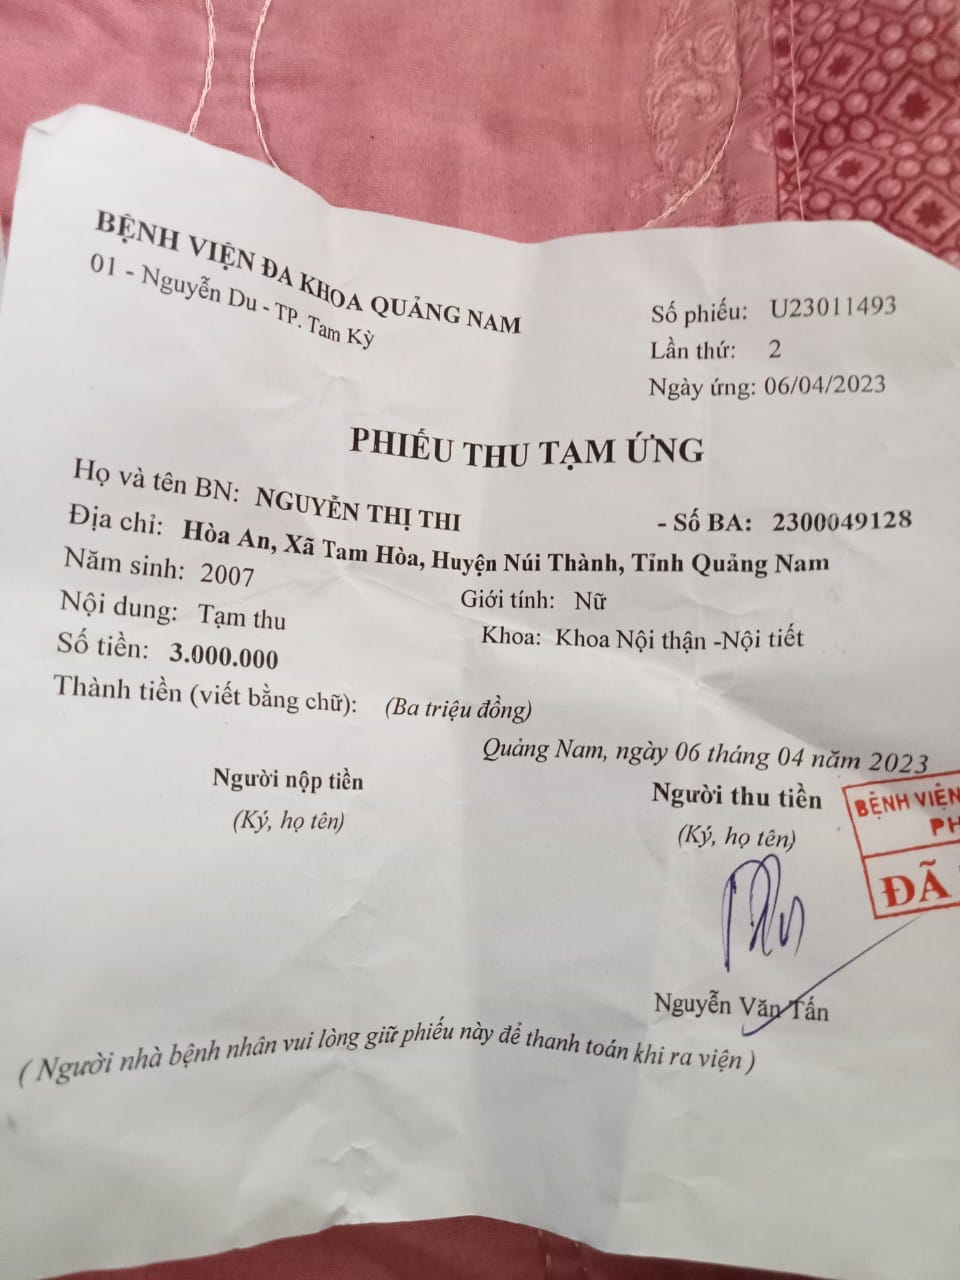 BỆNH VIỆN ĐA KHOA QUẢNG NAM
01 - Nguyễn Du - TP. Tam Kỳ
Số phiếu: U23011493
Lần thứ: 2
Ngày ứng: 06/04/2023
PHIẾU THU TẠM ỨNG
Họ và tên BN: NGUYỄN THỊ THI - Số BA: 2300049128
Địa chỉ: Hòa An, Xã Tam Hòa, Huyện Núi Thành, Tỉnh Quảng Nam
Năm sinh: 2007 Giới tính: Nữ
Nội dung: Tạm thu Khoa: Khoa Nội thận -Nội tiết
Số tiền: 3.000.000
Thành tiền (viết bằng chữ): (Ba triệu đồng)
Quảng Nam, ngày 06 tháng 04 năm 2023
Người nộp tiền Người thu tiền
(Ký, họ tên) (Ký, họ tên)
BỆNH VIỆN
PH
ĐÃ
Nguyễn Văn Tấn
( Người nhà bệnh nhân vui lòng giữ phiếu này để thanh toán khi ra viện )